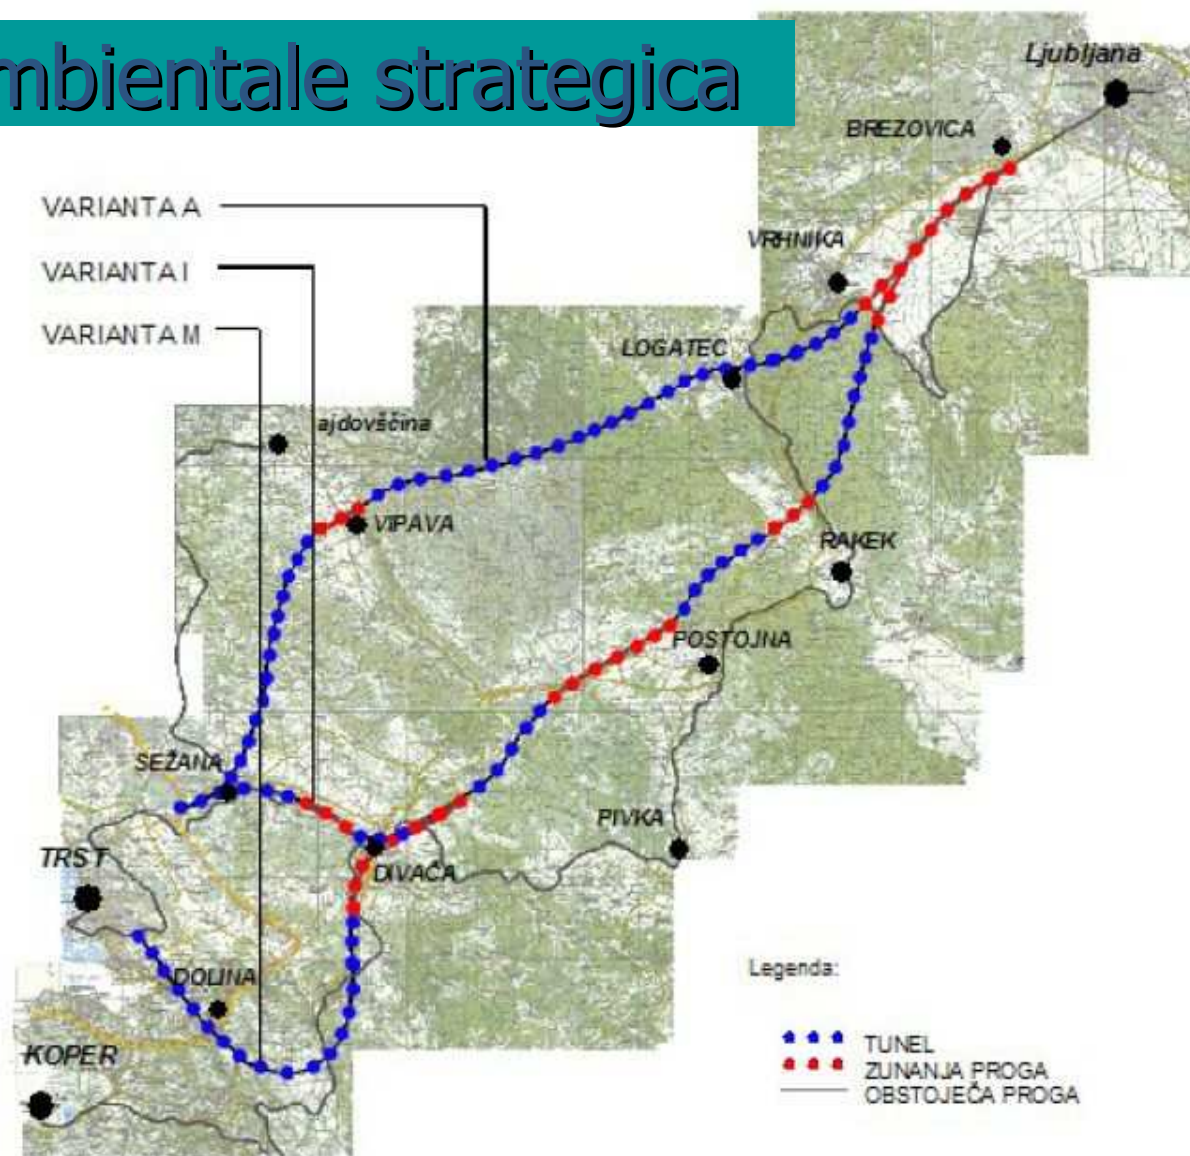 mbientale strategica
Ljubljana
BREZOVICA
VARIANTA A
VRHNIKA
VARIANTA I
VARIANTA M
LOGATEC
ajdovščina
VIPAVA
RAKEK
POSTOJNA
SEŽANA
PIVKA
TRST
DIVAČA
DOLINA
KOPER
Legenda:
TUNEL
ZUNANJA PROGA
OBSTOJEČA PROGA